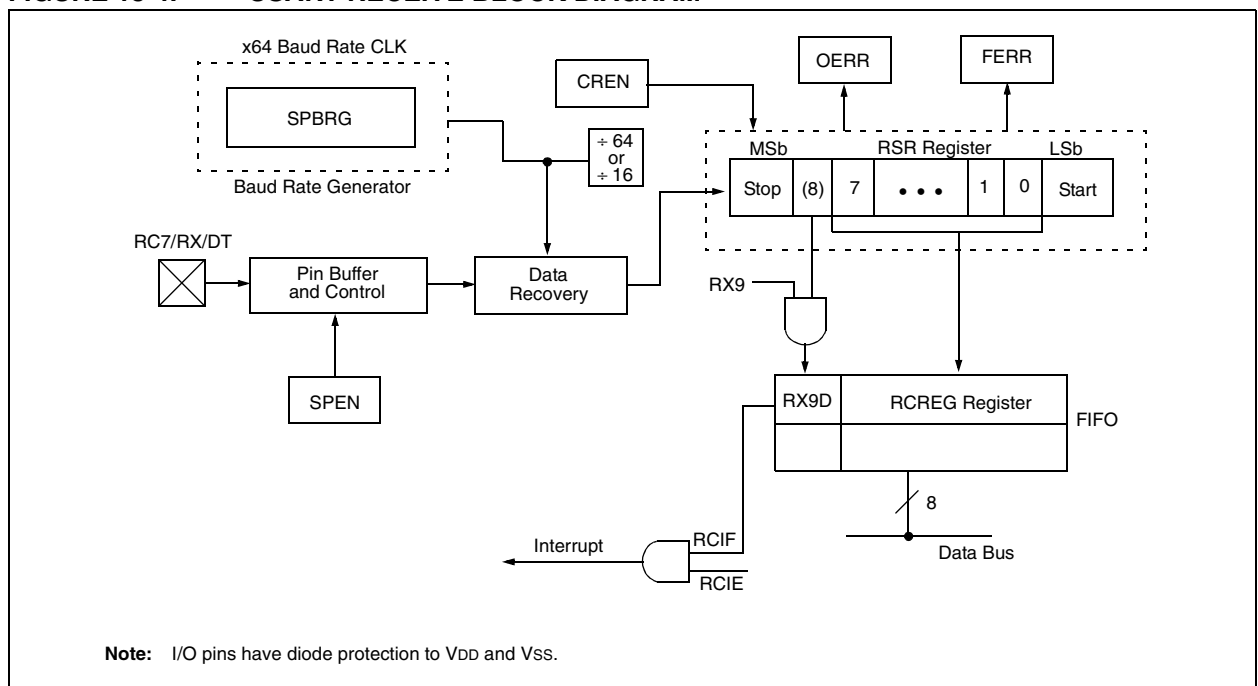 x64 Baud Rate CLK
SPBRG
Baud Rate Generator
CREN
OERR
FERR
÷ 64
or
÷ 16
MSb
RSR Register
LSb
Stop
(8)
7
• • •
1
0
Start
RC7/RX/DT
Pin Buffer
and Control
Data
Recovery
SPEN
RX9
RX9D
RCREG Register
FIFO
8
Data Bus
Interrupt
RCIF
RCIE
Note: I/O pins have diode protection to VDD and VSS.